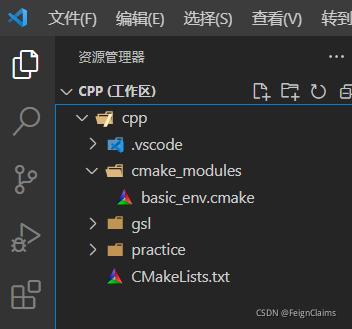 文件(F) 编辑(E) 选择(S) 查看(V) 转到
资源管理器
CPP (工作区)
cpp
.vscode
cmake_modules
basic_env.cmake
gsl
practice
CMakeLists.txt
CSDN @FeignClaims